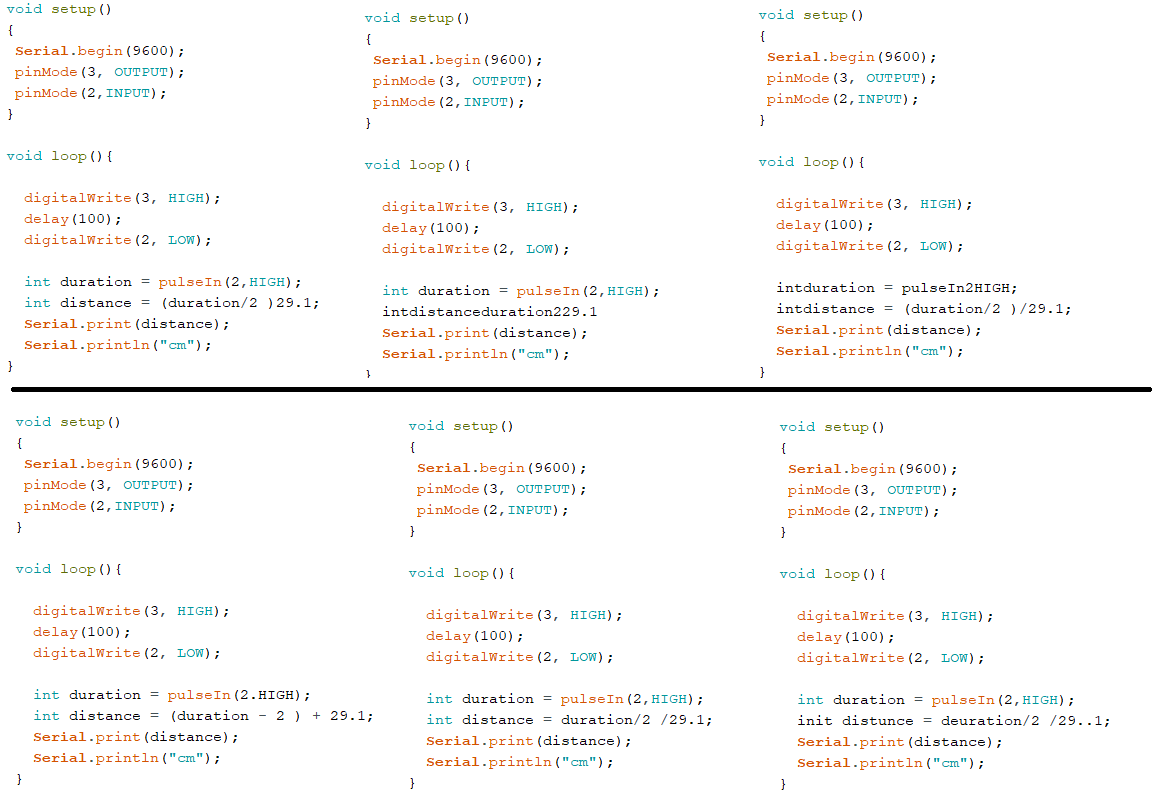 void setup()
{
Serial.begin(9600);
pinMode(3, OUTPUT);
pinMode(2,INPUT);
}
void loop(){
digitalWrite(3, HIGH);
delay(100);
digitalWrite(2, LOW);
int duration = pulseIn(2,HIGH);
int distance = (duration/2 )29.1;
Serial.print(distance);
Serial.println("cm");
}
void setup()
{
Serial.begin(9600);
pinMode(3, OUTPUT);
pinMode(2,INPUT);
}
void loop(){
digitalWrite(3, HIGH);
delay(100);
digitalWrite(2, LOW);
int duration = pulseIn(2,HIGH);
intdistanceduration229.1
Serial.print(distance);
Serial.println("cm");
}
void setup()
{
Serial.begin(9600);
pinMode(3, OUTPUT);
pinMode(2,INPUT);
}
void loop(){
digitalWrite(3, HIGH);
delay(100);
digitalWrite(2, LOW);
intduration = pulseIn2HIGH;
intdistance = (duration/2 )/29.1;
Serial.print(distance);
Serial.println("cm");
}
void setup()
{
Serial.begin(9600);
pinMode(3, OUTPUT);
pinMode(2,INPUT);
}
void loop(){
digitalWrite(3, HIGH);
delay(100);
digitalWrite(2, LOW);
int duration = pulseIn(2.HIGH);
int distance = (duration - 2 ) + 29.1;
Serial.print(distance);
Serial.println("cm");
}
void setup()
{
Serial.begin(9600);
pinMode(3, OUTPUT);
pinMode(2,INPUT);
}
void loop(){
digitalWrite(3, HIGH);
delay(100);
digitalWrite(2, LOW);
int duration = pulseIn(2,HIGH);
int distance = duration/2 /29.1;
Serial.print(distance);
Serial.println("cm");
}
void setup()
{
Serial.begin(9600);
pinMode(3, OUTPUT);
pinMode(2,INPUT);
}
void loop(){
digitalWrite(3, HIGH);
delay(100);
digitalWrite(2, LOW);
int duration = pulseIn(2,HIGH);
init distunce = deuration/2 /29..1;
Serial.print(distance);
Serial.println("cm");
}